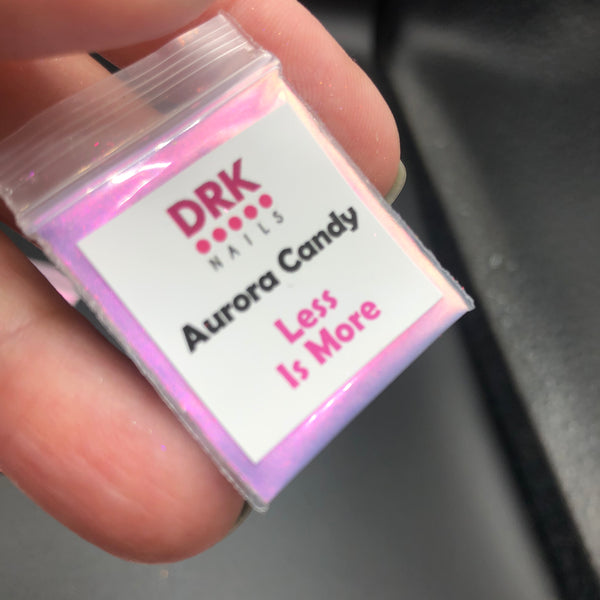 DRK
NAILS
Aurora Candy
Less
Is More